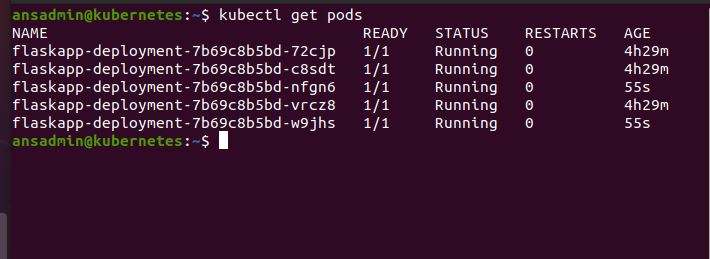 ansadmin@kubernetes:~$ kubectl get pods
NAME READY STATUS RESTARTS AGE
flaskapp-deployment-7b69c8b5bd-72cjp 1/1 Running 0 4h29m
flaskapp-deployment-7b69c8b5bd-c8sdt 1/1 Running 0 4h29m
flaskapp-deployment-7b69c8b5bd-nfgn6 1/1 Running 0 55s
flaskapp-deployment-7b69c8b5bd-vrcz8 1/1 Running 0 4h29m
flaskapp-deployment-7b69c8b5bd-w9jhs 1/1 Running 0 55s
ansadmin@kubernetes:~$